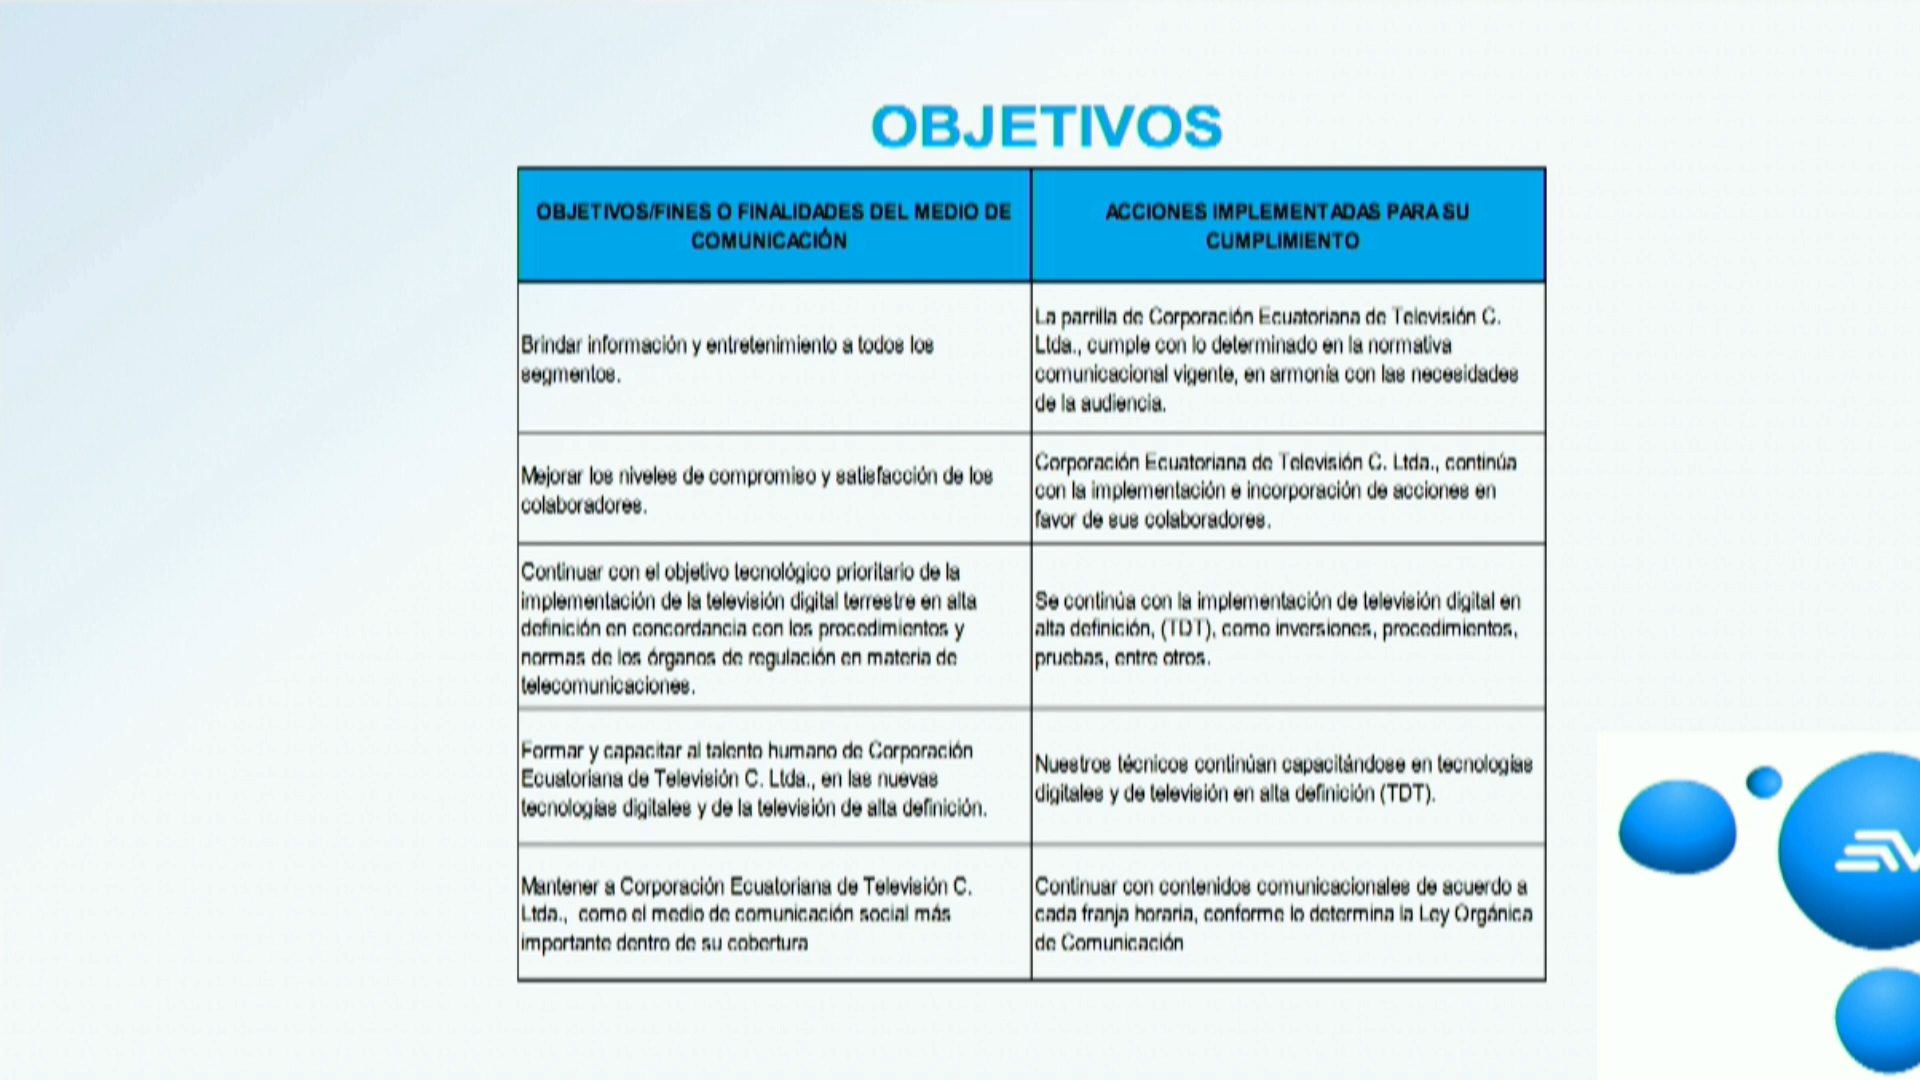 OBJETIVOS
OBJETIVOS/FINES O FINALIDADES DEL MEDIO DE
COMUNICACIÓN
ACCIONES IMPLEMENTADAS PARA SU
CUMPLIMIENTO
Brindar información y entretenimiento a todos los
segmentos.
La parrilla de Corporación Ecuatoriana de Televisión C.
Ltda., cumple con lo determinado en la normativa
comunicacional vigente, en armonía con las necesidades
de la audiencia.
Mejorar los niveles de compromiso y satisfacción de los
colaboradores.
Corporación Ecuatoriana de Televisión C. Ltda., continúa
con la implementación e incorporación de acciones en
favor de sus colaboradores.
Continuar con el objetivo tecnológico prioritario de la
implementación de la televisión digital terrestre en alta
definición en concordancia con los procedimientos y
normas de los órganos de regulación en materia de
telecomunicaciones.
Se continúa con la implementación de televisión digital en
alta definición, (TDT), como inversiones, procedimientos,
pruebas, entre otros.
Formar y capacitar al talento humano de Corporación
Ecuatoriana de Televisión C. Ltda., en las nuevas
tecnologías digitales y de la televisión de alta definición.
Nuestros técnicos continúan capacitándose en tecnologías
digitales y de televisión en alta definición (TDT).
Mantener a Corporación Ecuatoriana de Televisión C.
Ltda.,  como el medio de comunicación social más
importante dentro de su cobertura
Continuar con contenidos comunicacionales de acuerdo a
cada franja horaria, conforme lo determina la Ley Orgánica
de Comunicación